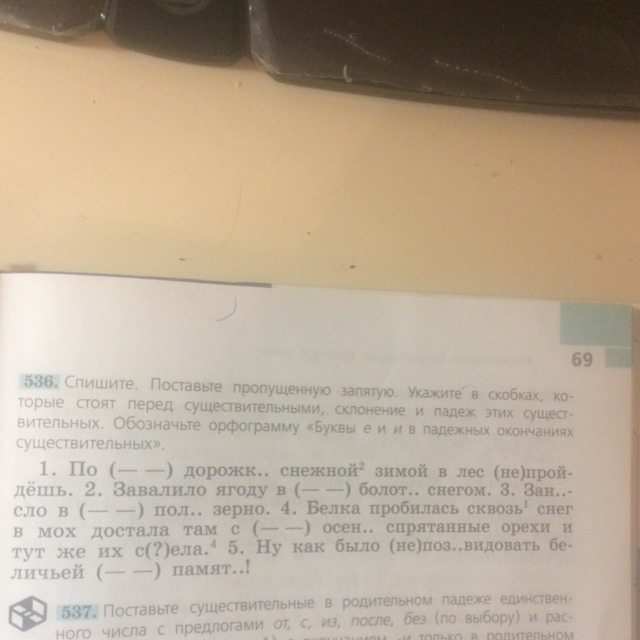 69
536. Спишите. Поставьте пропущенную запятую. Укажите в скобках, ко-
торые стоят перед существительными, склонение и падеж этих сущест-
вительных. Обозначьте орфограмму «Буквы е и и в падежных окончаниях
существительных».
1. По (— —) дорожк.. снежной² зимой в лес (не)прой-
дёшь. 2. Завалило ягоду в (— —) болот.. снегом. 3. Зан..-
сло в (— —) пол.. зерно. 4. Белка пробилась сквозь¹ снег
в мох достала там с (— —) осен.. спрятанные орехи и
тут же их с(?)ела.⁴ 5. Ну как было (не)поз..видовать бе-
личьей (— —) памят..!
537. Поставьте существительные в родительном падеже единствен-
ного числа с предлогами от, с, из, после, без (по выбору) и рас-
и только в родительном